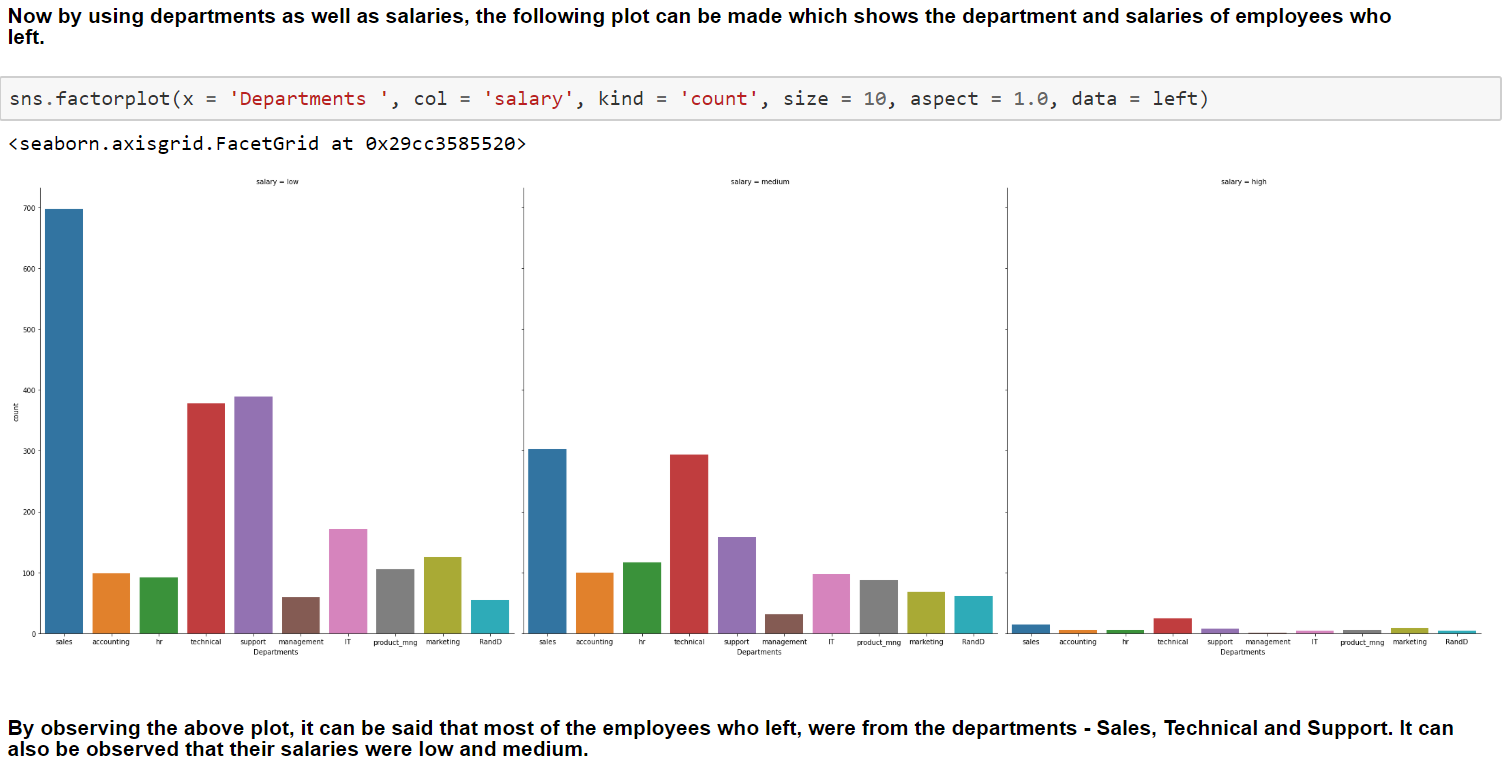 Now by using departments as well as salaries, the following plot can be made which shows the department and salaries of employees who
left.
sns.factorplot(x = 'Departments ', col = 'salary', kind = 'count', size = 10, aspect = 1.0, data = left)
<seaborn.axisgrid.FacetGrid at 0x29cc3585520>
salary = low
salary = medium
salary = high
700
600
500
400
300
200
100
0
count
sales accounting hr technical support management IT product_mng marketing RandD
Departments
sales accounting hr technical support management IT product_mng marketing RandD
Departments
sales accounting hr technical support management IT product_mng marketing RandD
Departments
By observing the above plot, it can be said that most of the employees who left, were from the departments - Sales, Technical and Support. It can
also be observed that their salaries were low and medium.